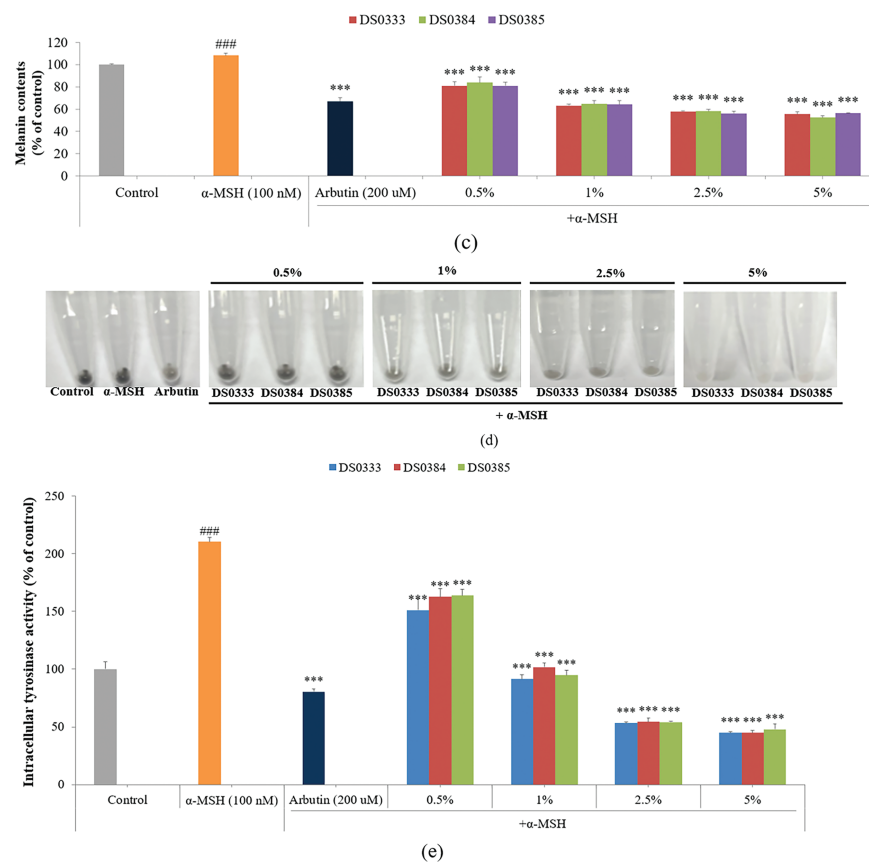 DS0333 DS0384 DS0385
Melanin contents
(% of control)
120
100
80
60
40
20
0
###
***
*** *** ***
*** *** ***
*** *** ***
*** *** ***
Control α-MSH (100 nM) Arbutin (200 uM) 0.5% 1% 2.5% 5%
+α-MSH
(c)
0.5% 1% 2.5% 5%
Control α-MSH Arbutin DS0333 DS0384 DS0385 DS0333 DS0384 DS0385 DS0333 DS0384 DS0385 DS0333 DS0384 DS0385
+ α-MSH
(d)
DS0333 DS0384 DS0385
Intracellular tyrosinase activity (% of control)
250
200
150
100
50
0
###
***
*** *** ***
*** *** ***
*** *** ***
*** *** ***
Control α-MSH (100 nM) Arbutin (200 uM) 0.5% 1% 2.5% 5%
+α-MSH
(e)